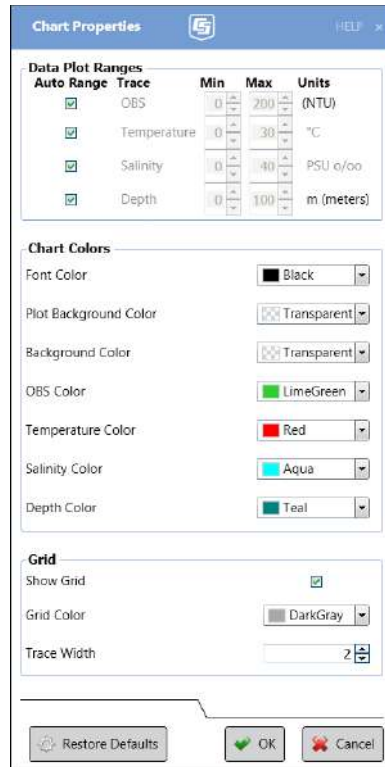 Chart Properties HELP ×
Data Plot Ranges
Auto Range Trace Min Max Units
OBS 0 200 (NTU)
Temperature 0 30 °C
Salinity 0 40 PSU o/oo
Depth 0 100 m (meters)
Chart Colors
Font Color Black
Plot Background Color Transparent
Background Color Transparent
OBS Color LimeGreen
Temperature Color Red
Salinity Color Aqua
Depth Color Teal
Grid
Show Grid
Grid Color DarkGray
Trace Width 2
Restore Defaults OK Cancel